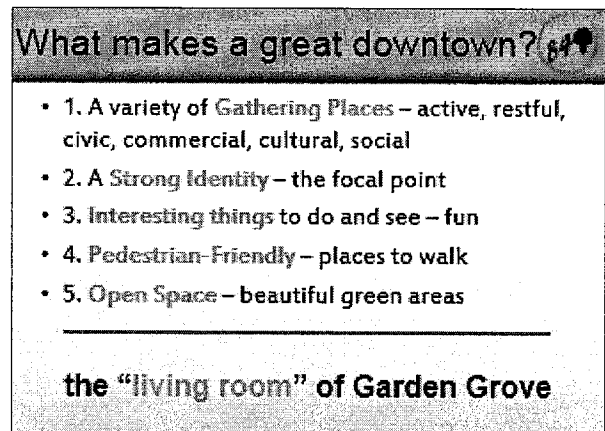 What makes a great downtown?
• 1. A variety of Gathering Places – active, restful,
civic, commercial, cultural, social
• 2. A Strong Identity – the focal point
• 3. Interesting things to do and see – fun
• 4. Pedestrian-Friendly – places to walk
• 5. Open Space – beautiful green areas
the “living room” of Garden Grove